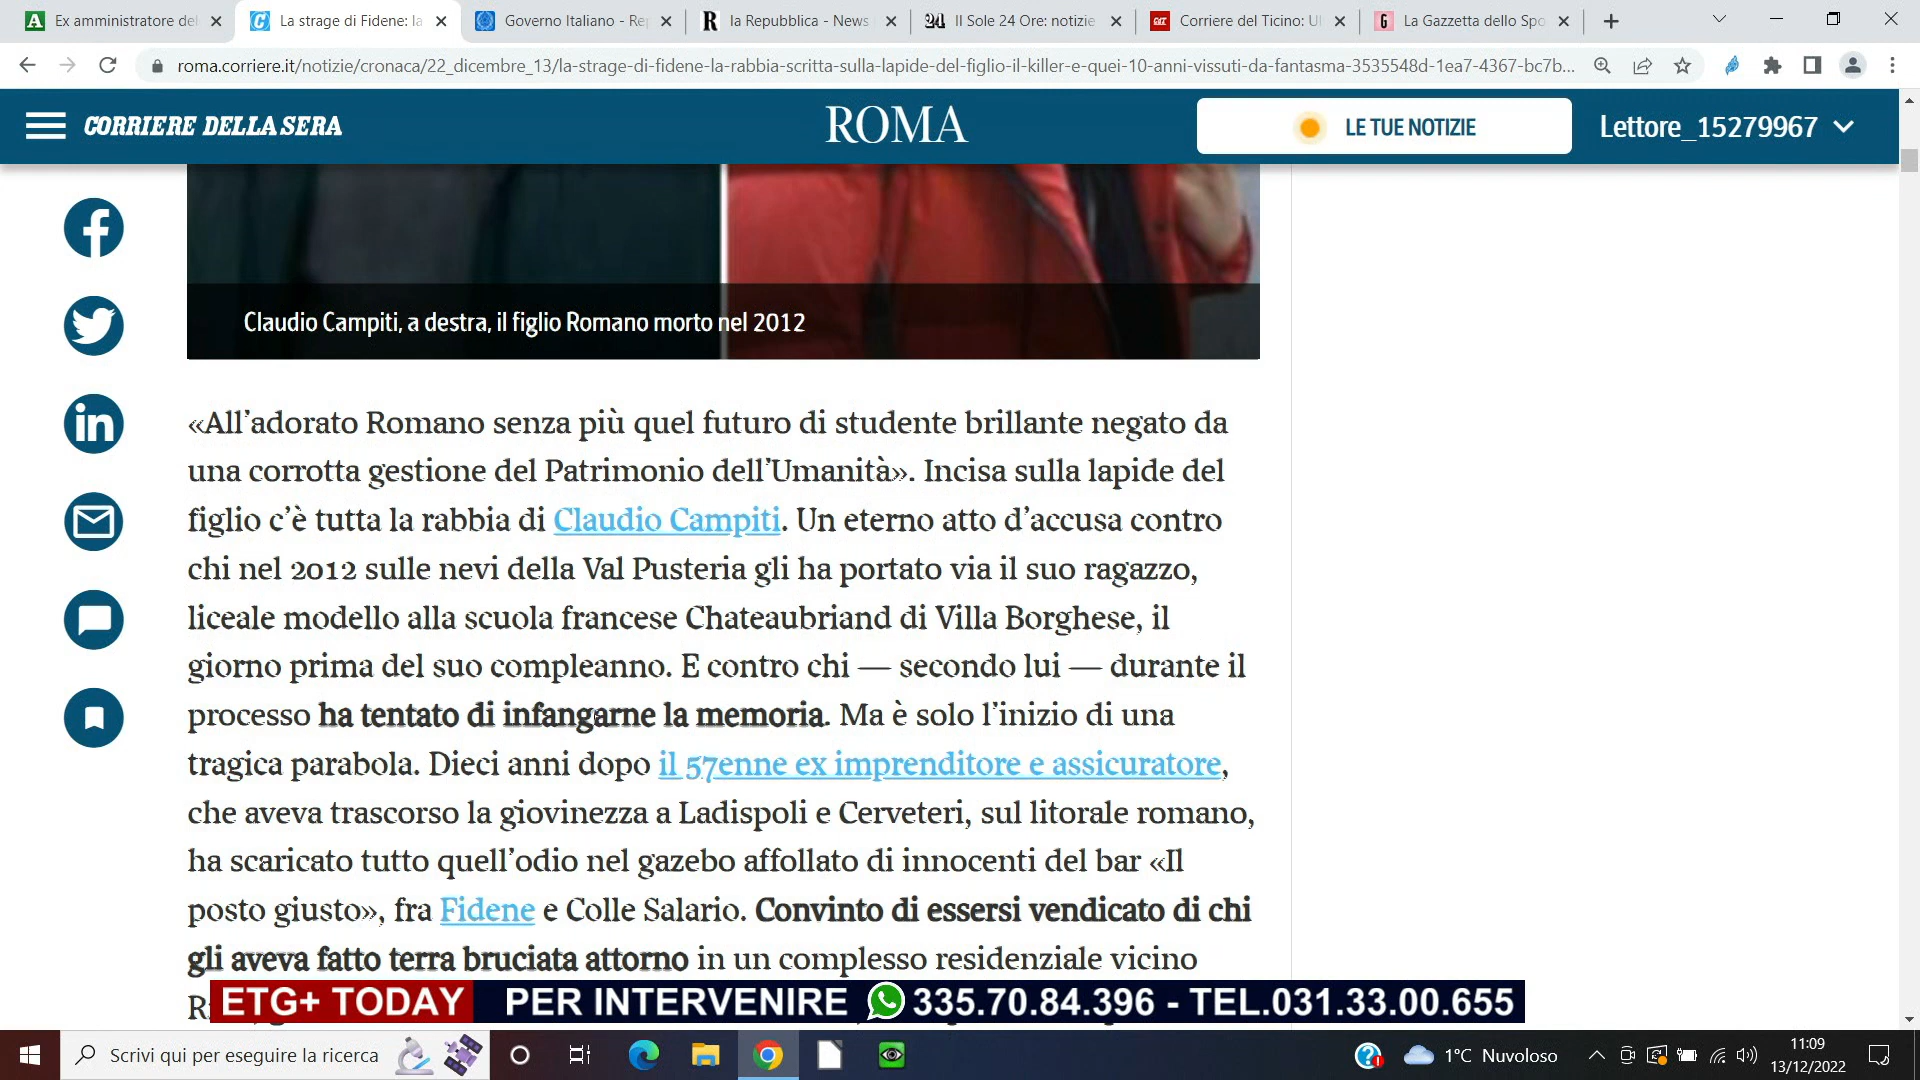 Ex amministratore del
La strage di Fidene: la
Governo Italiano - Re
la Repubblica - News
Il Sole 24 Ore: notizie
Corriere del Ticino: Ul
La Gazzetta dello Spo
roma.corriere.it/notizie/cronaca/22_dicembre_13/la-strage-di-fidene-la-rabbia-scritta-sulla-lapide-del-figlio-il-killer-e-quei-10-anni-vissuti-da-fantasma-3535548d-1ea7-4367-bc7b...
CORRIERE DELLA SERA
ROMA
LE TUE NOTIZIE
Lettore_15279967
Claudio Campiti, a destra, il figlio Romano morto nel 2012
«All’adorato Romano senza più quel futuro di studente brillante negato da
una corrotta gestione del Patrimonio dell’Umanità». Incisa sulla lapide del
figlio c’è tutta la rabbia di Claudio Campiti. Un eterno atto d’accusa contro
chi nel 2012 sulle nevi della Val Pusteria gli ha portato via il suo ragazzo,
liceale modello alla scuola francese Chateaubriand di Villa Borghese, il
giorno prima del suo compleanno. E contro chi — secondo lui — durante il
processo ha tentato di infangarne la memoria. Ma è solo l’inizio di una
tragica parabola. Dieci anni dopo il 57enne ex imprenditore e assicuratore,
che aveva trascorso la giovinezza a Ladispoli e Cerveteri, sul litorale romano,
ha scaricato tutto quell’odio nel gazebo affollato di innocenti del bar «Il
posto giusto», fra Fidene e Colle Salario. Convinto di essersi vendicato di chi
gli aveva fatto terra bruciata attorno in un complesso residenziale vicino
ETG+ TODAY PER INTERVENIRE 335.70.84.396 - TEL.031.33.00.655
Scrivi qui per eseguire la ricerca
1°C Nuvoloso
11:09
13/12/2022